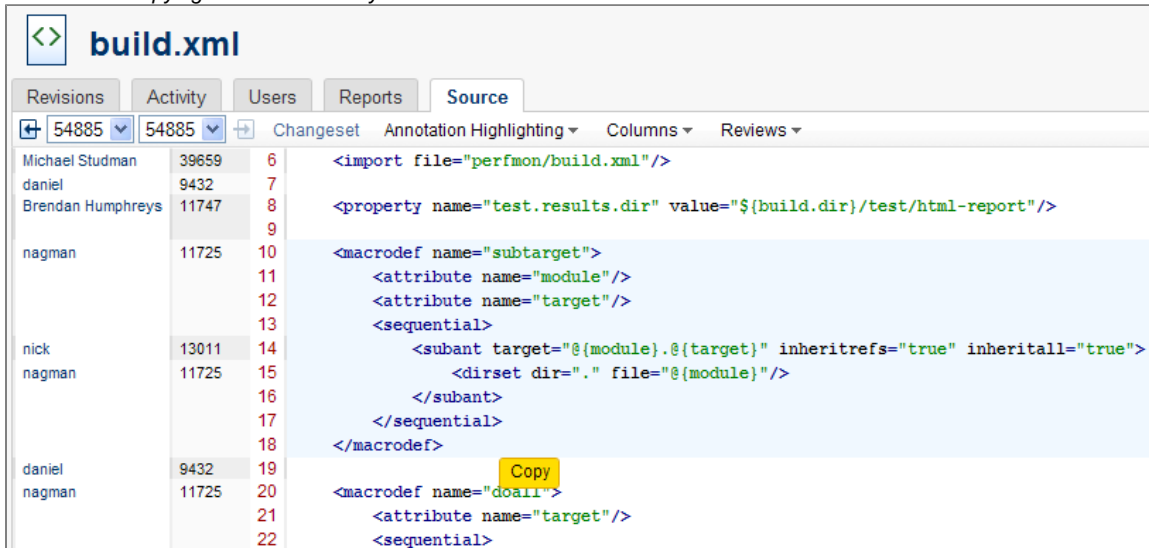 build.xml
Revisions Activity Users Reports Source
54885 54885 Changeset Annotation Highlighting Columns Reviews
Michael Studman 39659 6 <import file="perfmon/build.xml"/>
daniel 9432 7
Brendan Humphreys 11747 8 <property name="test.results.dir" value="${build.dir}/test/html-report"/>
9
nagman 11725 10 <macrodef name="subtarget">
11 <attribute name="module"/>
12 <attribute name="target"/>
13 <sequential>
nick 13011 14 <subant target="@{module}.@{target}" inheritrefs="true" inheritall="true">
nagman 11725 15 <dirset dir="." file="@{module}"/>
16 </subant>
17 </sequential>
18 </macrodef>
daniel 9432 19
Copy
nagman 11725 20 <macrodef name="doall">
21 <attribute name="target"/>
22 <sequential>